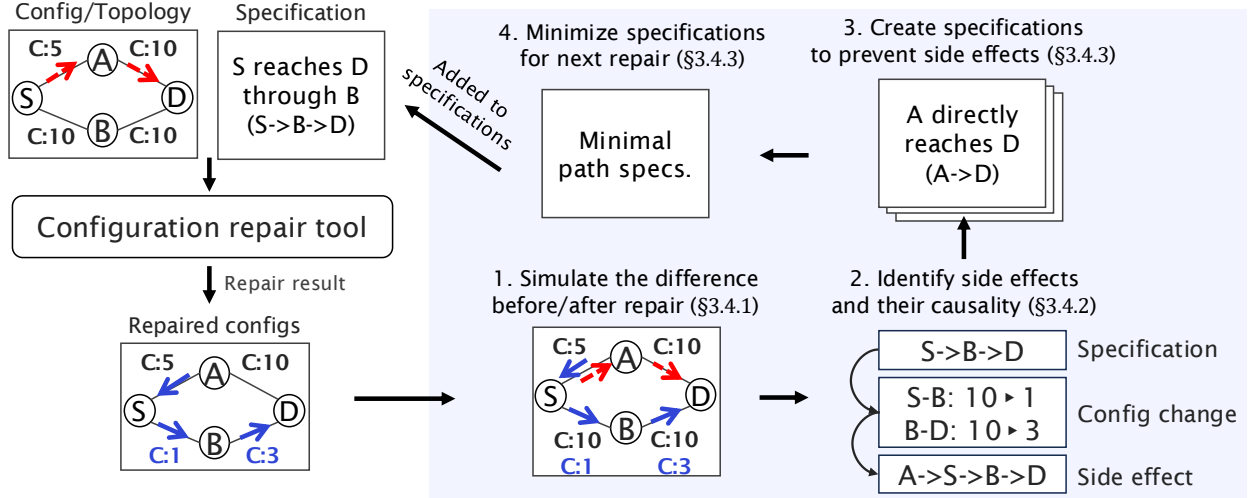 Config/Topology
C:5
C:10
A
S
D
B
C:10
C:10
Specification
S reaches D
through B
(S->B->D)
Configuration repair tool
Repair result
Repaired configs
C:5
C:10
A
S
D
B
C:1
C:3
Added to
specifications
4. Minimize specifications
for next repair (§3.4.3)
Minimal
path specs.
3. Create specifications
to prevent side effects (§3.4.3)
A directly
reaches D
(A->D)
1. Simulate the difference
before/after repair (§3.4.1)
C:5
C:10
A
S
D
B
C:10
C:10
C:1
C:3
2. Identify side effects
and their causality (§3.4.2)
S->B->D
Specification
S-B: 10 ▸ 1
B-D: 10 ▸ 3
Config change
A->S->B->D
Side effect